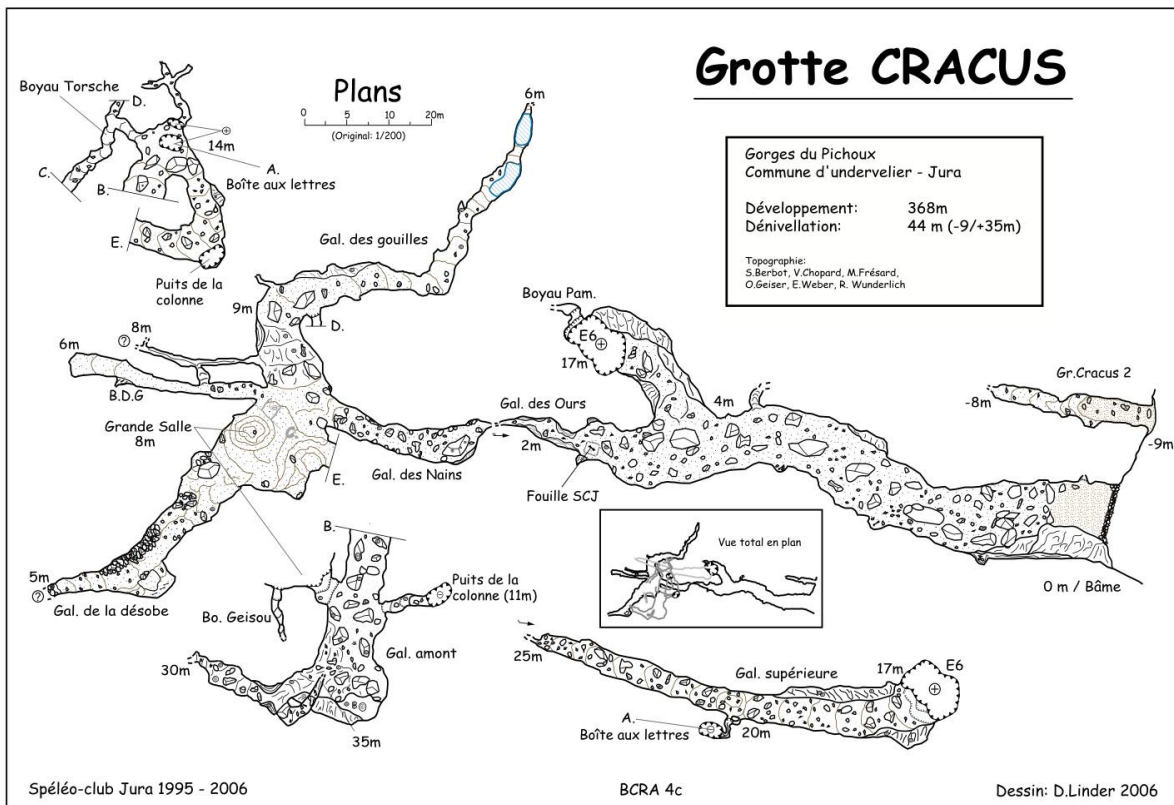 Grotte CRACUS
Plans
0 5 10 20m
(Original: 1/200)
Gorges du Pichoux
Commune d'undervelier - Jura
Développement: 368m
Dénivellation: 44 m (-9/+35m)
Topographie:
S.Berbot, V.Chopard, M.Frésard,
O.Geiser, E.Weber, R. Wunderlich
Boyau Torsche
D.
14m
A.
Boîte aux lettres
C.
B.
E.
Puits de la
colonne
6m
Gal. des gouilles
9m
D.
8m
?
6m
B.D.G
Grande Salle
8m
E.
Gal. des Nains
5m
?
Gal. de la désobe
Boyau Pam.
E6
17m
Gal. des Ours
2m
4m
Fouille SCJ
Gr.Cracus 2
-8m
-9m
0 m / Bâme
Vue total en plan
B.
Puits de la
colonne (11m)
Bo. Geisou
Gal. amont
30m
35m
25m
Gal. supérieure
17m
E6
A.
Boîte aux lettres
20m
Spéléo-club Jura 1995 - 2006
BCRA 4c
Dessin: D.Linder 2006